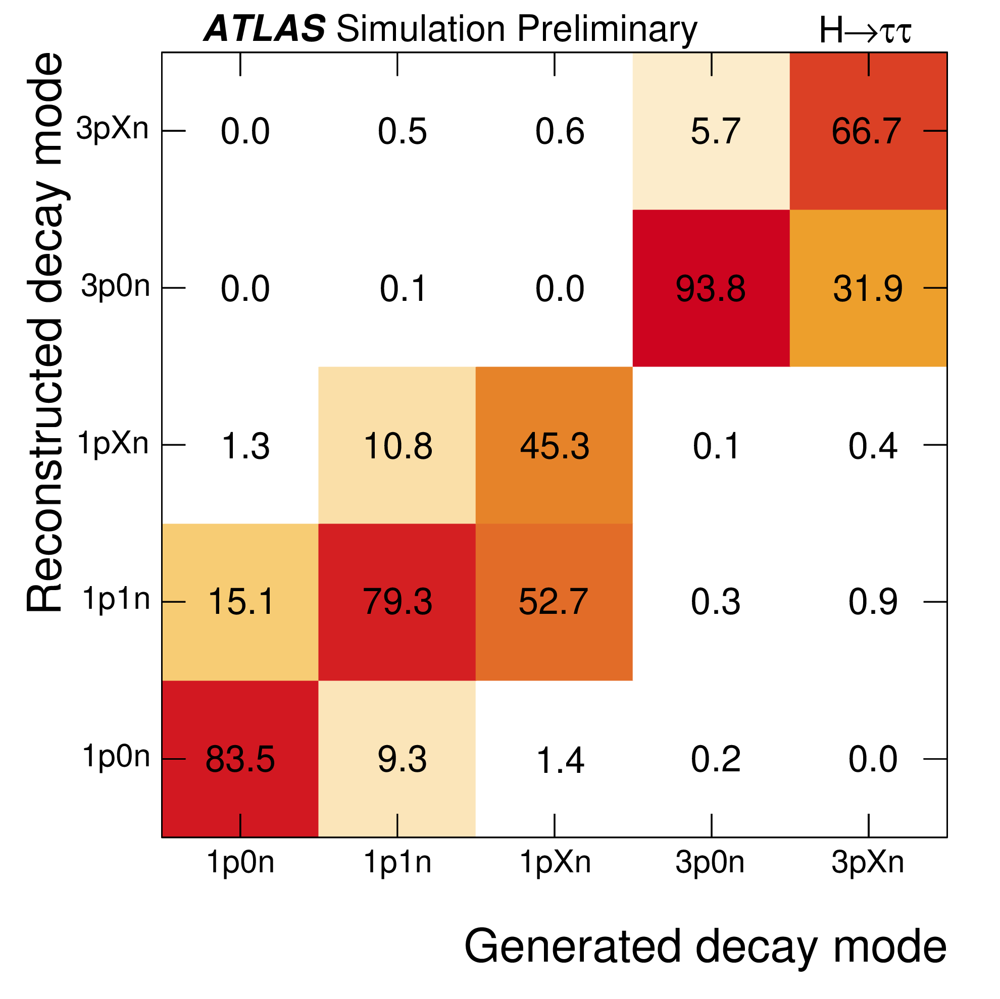 ATLAS Simulation Preliminary H→ττ
Reconstructed decay mode
3pXn 0.0 0.5 0.6 5.7 66.7
3p0n 0.0 0.1 0.0 93.8 31.9
1pXn 1.3 10.8 45.3 0.1 0.4
1p1n 15.1 79.3 52.7 0.3 0.9
1p0n 83.5 9.3 1.4 0.2 0.0
1p0n 1p1n 1pXn 3p0n 3pXn
Generated decay mode